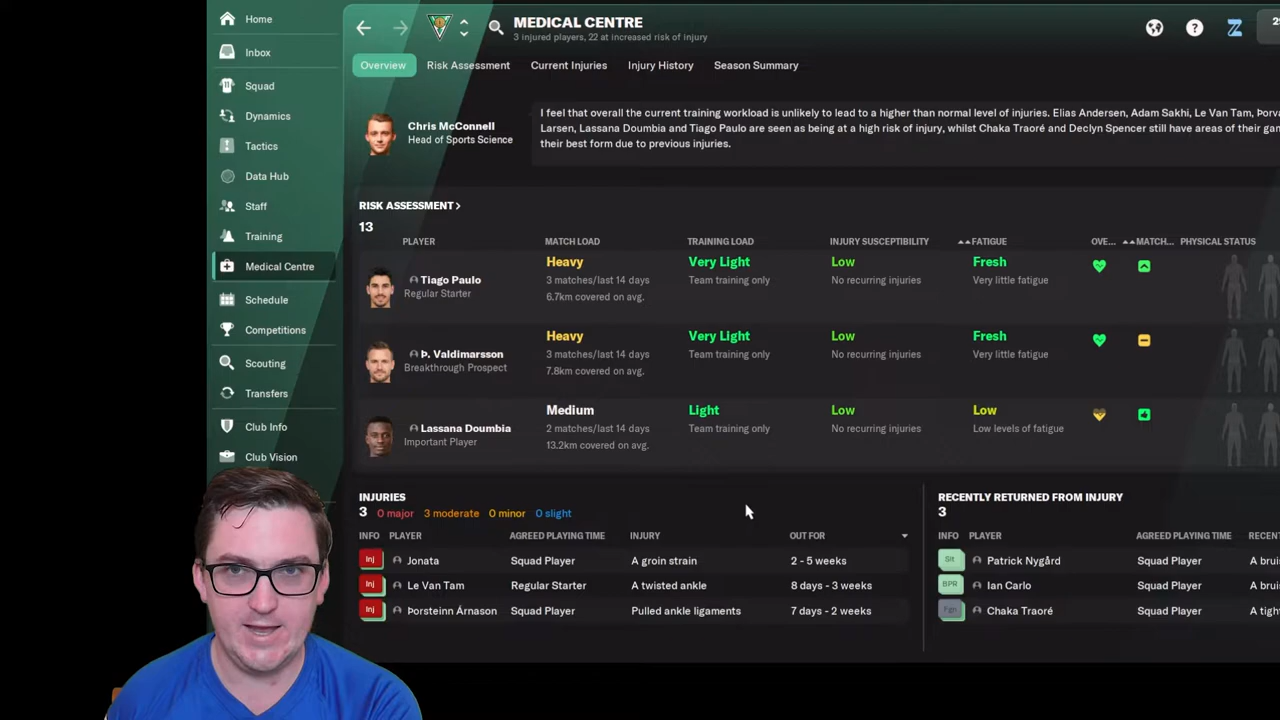 Home
Inbox
Squad
Dynamics
Tactics
Data Hub
Staff
Training
Medical Centre
Schedule
Competitions
Scouting
Transfers
Club Info
Club Vision
MEDICAL CENTRE
3 injured players, 22 at increased risk of injury
Overview Risk Assessment Current Injuries Injury History Season Summary
Chris McConnell
Head of Sports Science
I feel that overall the current training workload is unlikely to lead to a higher than normal level of injuries. Elias Andersen, Adam Sakhi, Le Van Tam, Þorva
Larsen, Lassana Doumbia and Tiago Paulo are seen as being at a high risk of injury, whilst Chaka Traoré and Declyn Spencer still have areas of their gam
their best form due to previous injuries.
RISK ASSESSMENT >
13
PLAYER MATCH LOAD TRAINING LOAD INJURY SUSCEPTIBILITY FATIGUE OVE... MATCH... PHYSICAL STATUS
Heavy Very Light Low Fresh
Tiago Paulo 3 matches/last 14 days Team training only No recurring injuries Very little fatigue
Regular Starter 6.7km covered on avg.
Heavy Very Light Low Fresh
Þ. Valdimarsson 3 matches/last 14 days Team training only No recurring injuries Very little fatigue
Breakthrough Prospect 7.8km covered on avg.
Medium Light Low Low
Lassana Doumbia 2 matches/last 14 days Team training only No recurring injuries Low levels of fatigue
Important Player 13.2km covered on avg.
INJURIES
3 0 major 3 moderate 0 minor 0 slight
INFO PLAYER AGREED PLAYING TIME INJURY OUT FOR
Inj Jonata Squad Player A groin strain 2 - 5 weeks
Inj Le Van Tam Regular Starter A twisted ankle 8 days - 3 weeks
Inj Þorsteinn Árnason Squad Player Pulled ankle ligaments 7 days - 2 weeks
RECENTLY RETURNED FROM INJURY
3
INFO PLAYER AGREED PLAYING TIME RECEN
Slt Patrick Nygård Squad Player A brui
BPR Ian Carlo Squad Player A brui
Fgn Chaka Traoré Squad Player A tigh